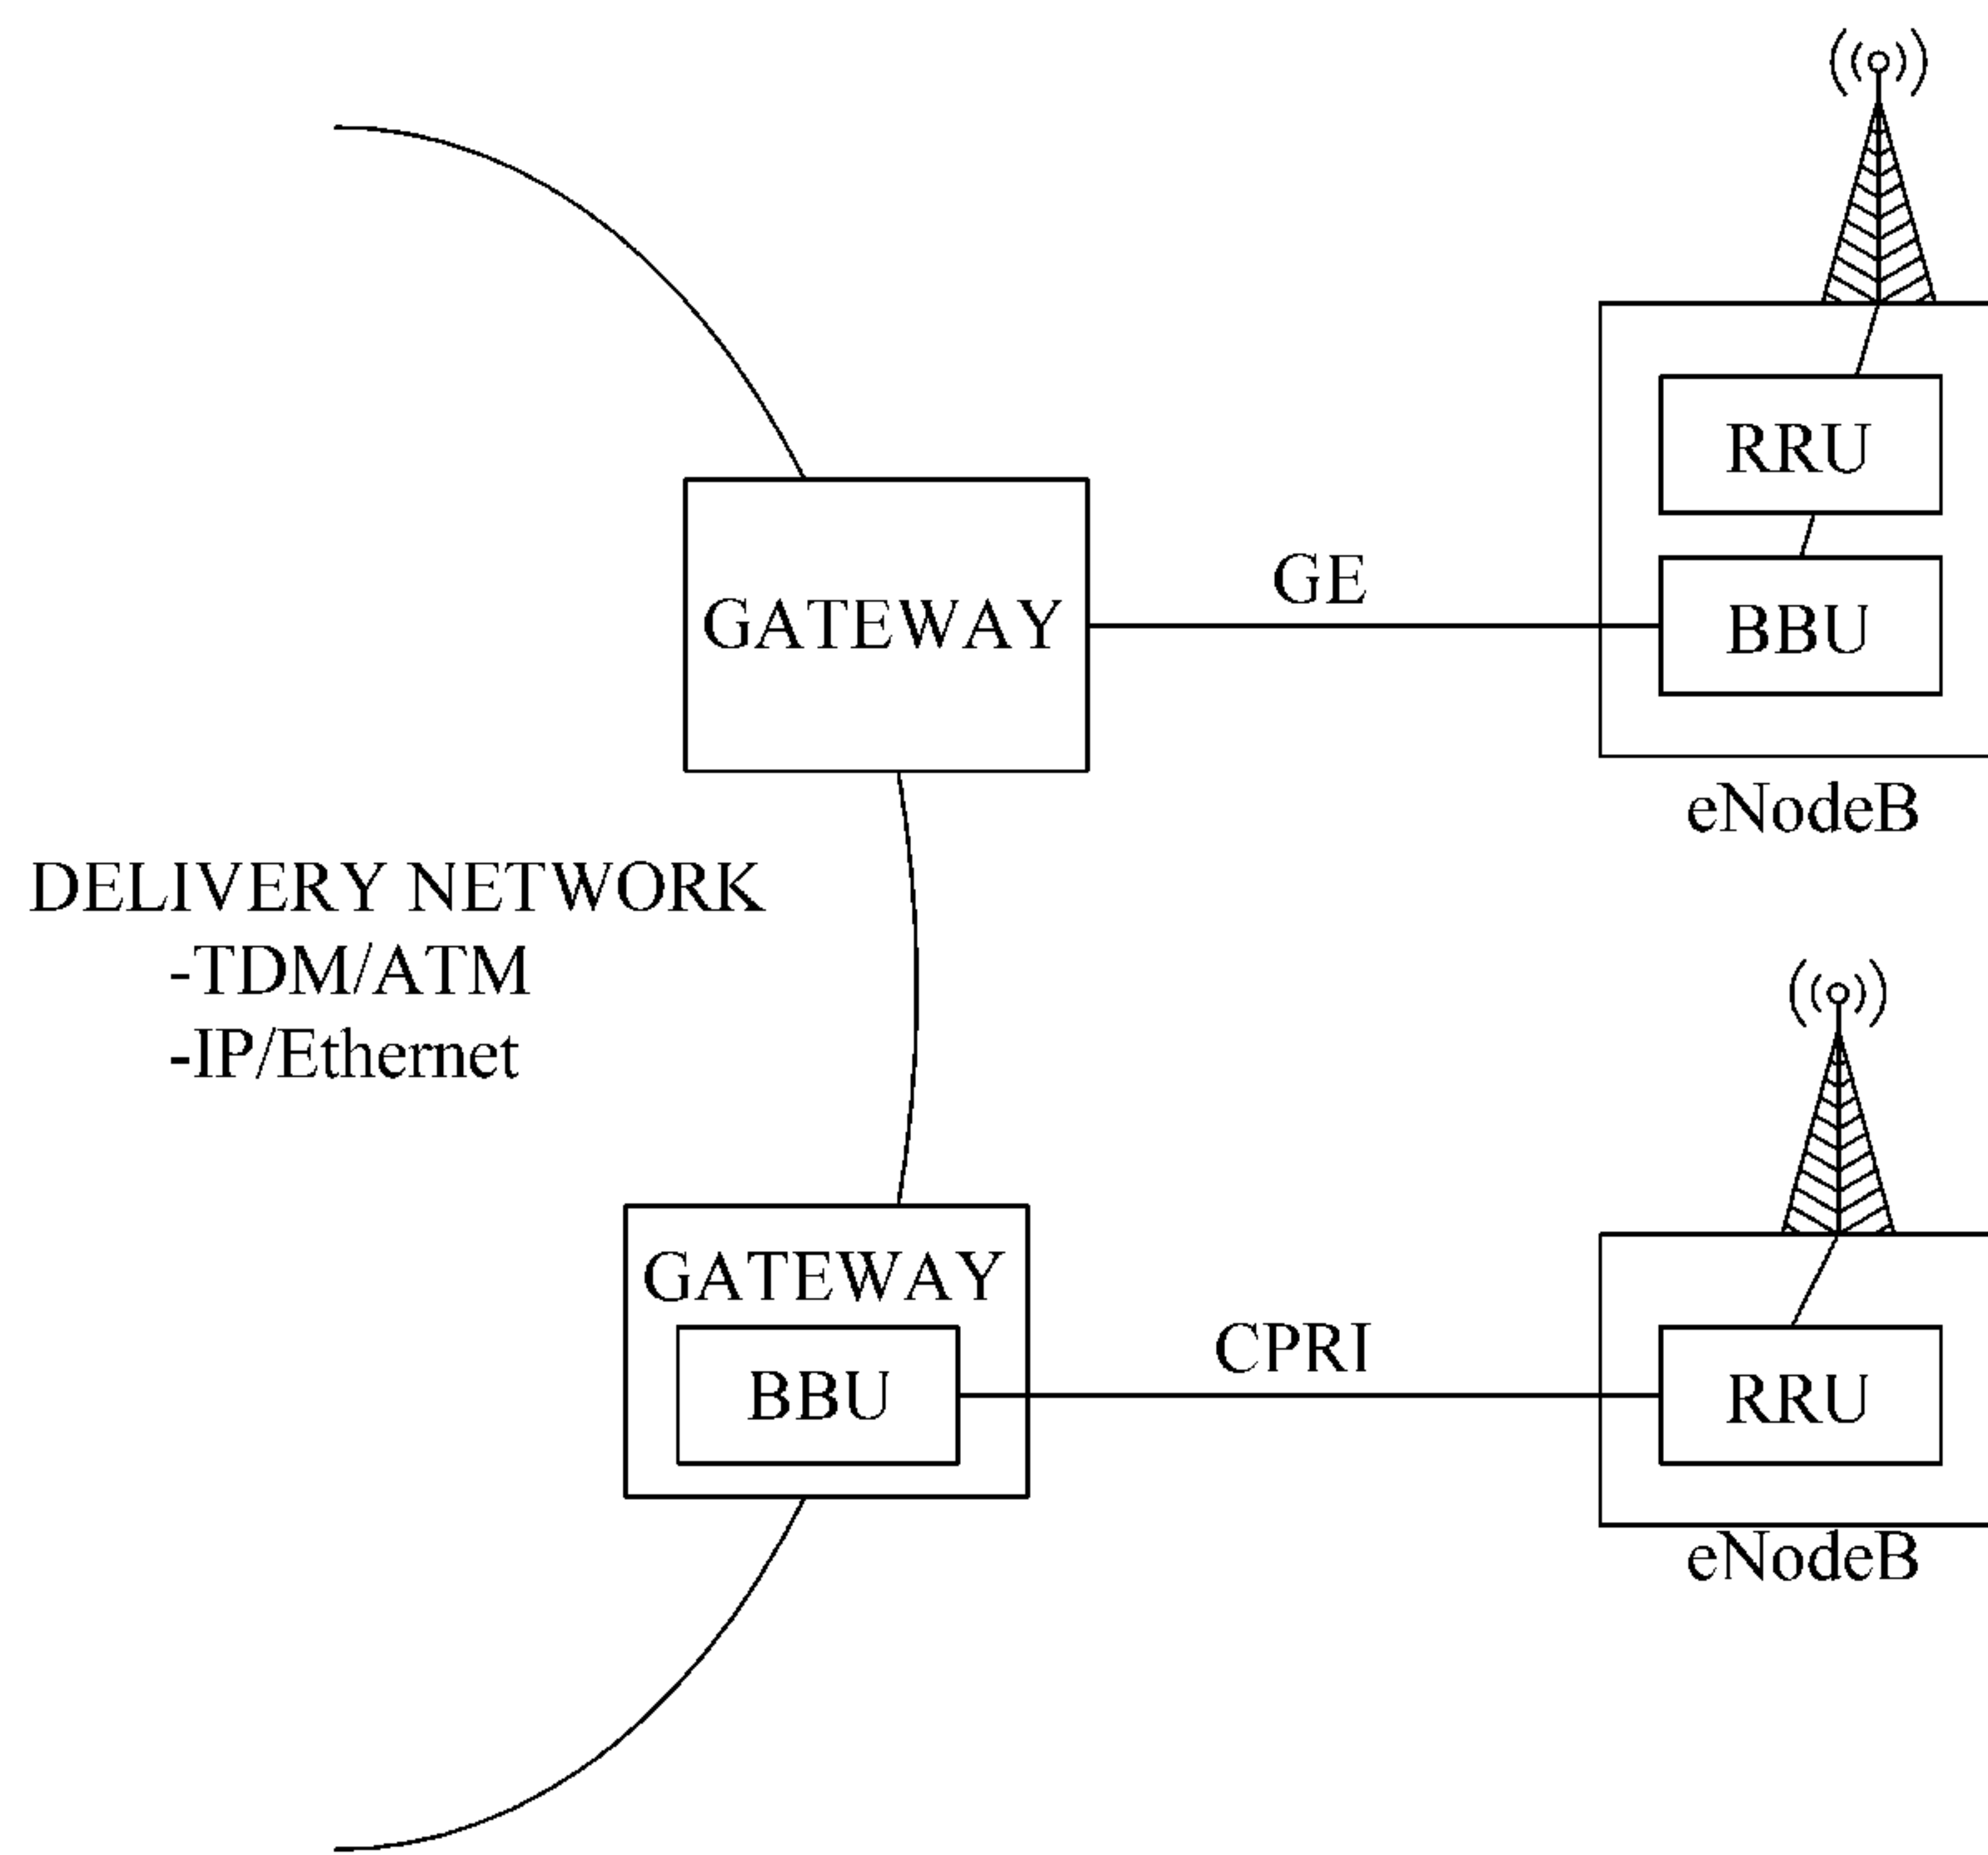 RRU
GE
GATEWAY
BBU
eNodeB
DELIVERY NETWORK
-TDM/ATM
-IP/Ethernet
GATEWAY
BBU
CPRI
RRU
eNodeB